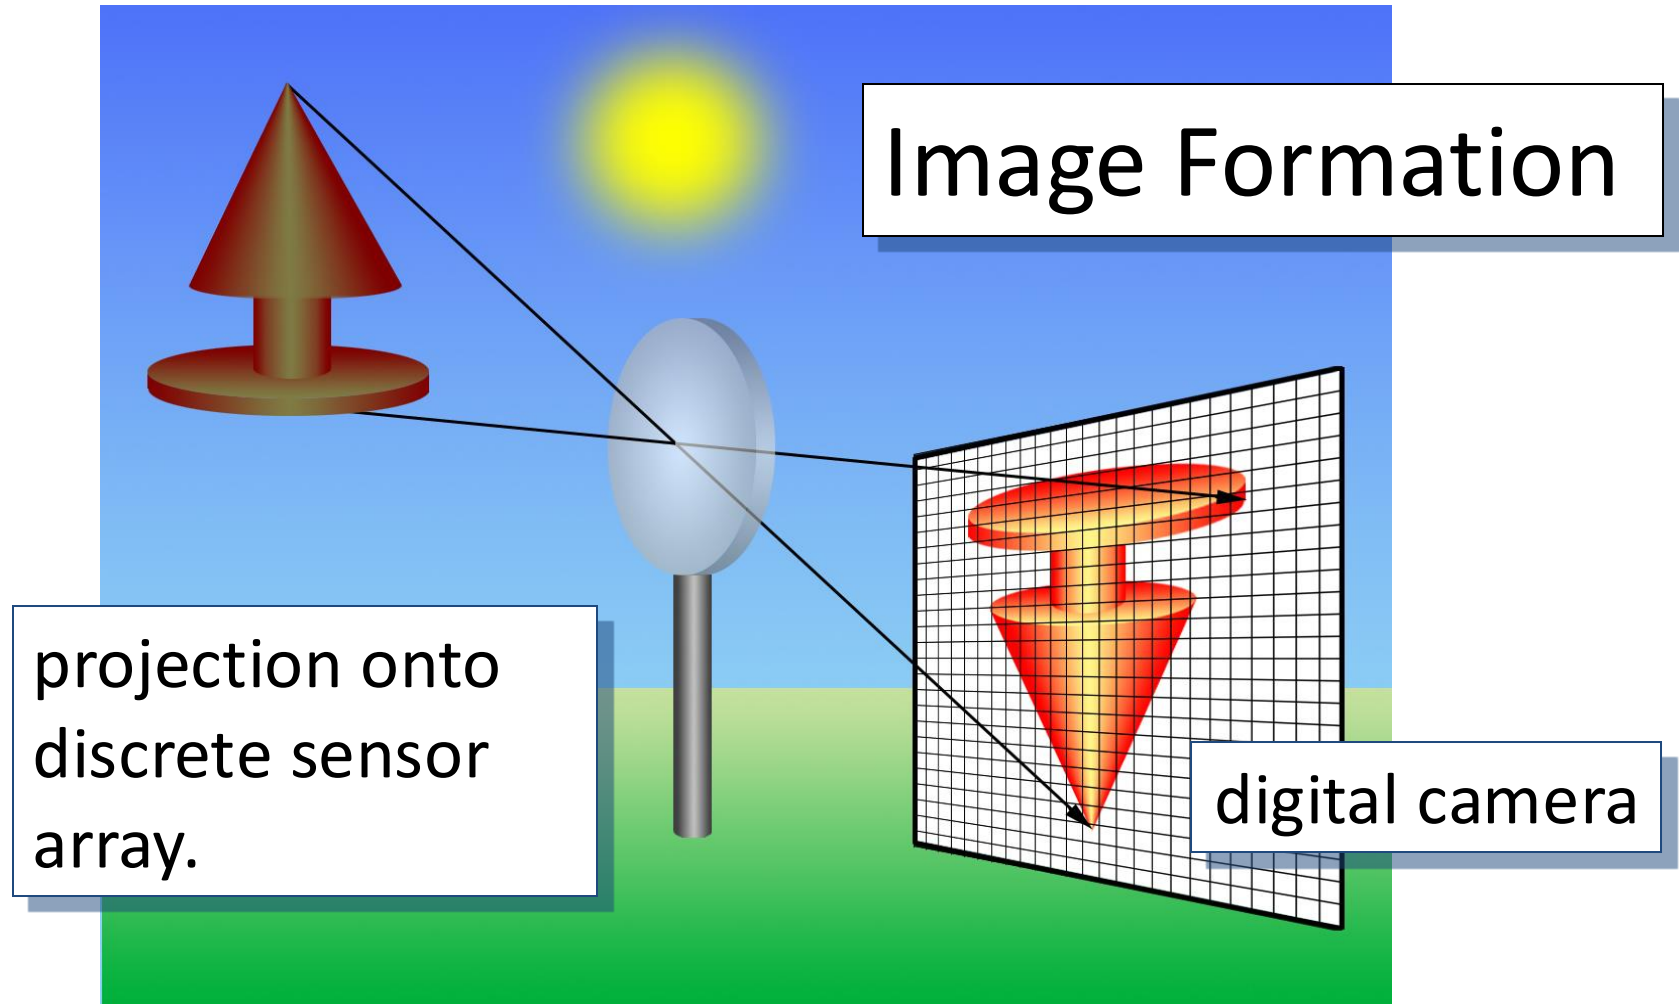 Image Formation
projection onto
discrete sensor
array.
digital camera